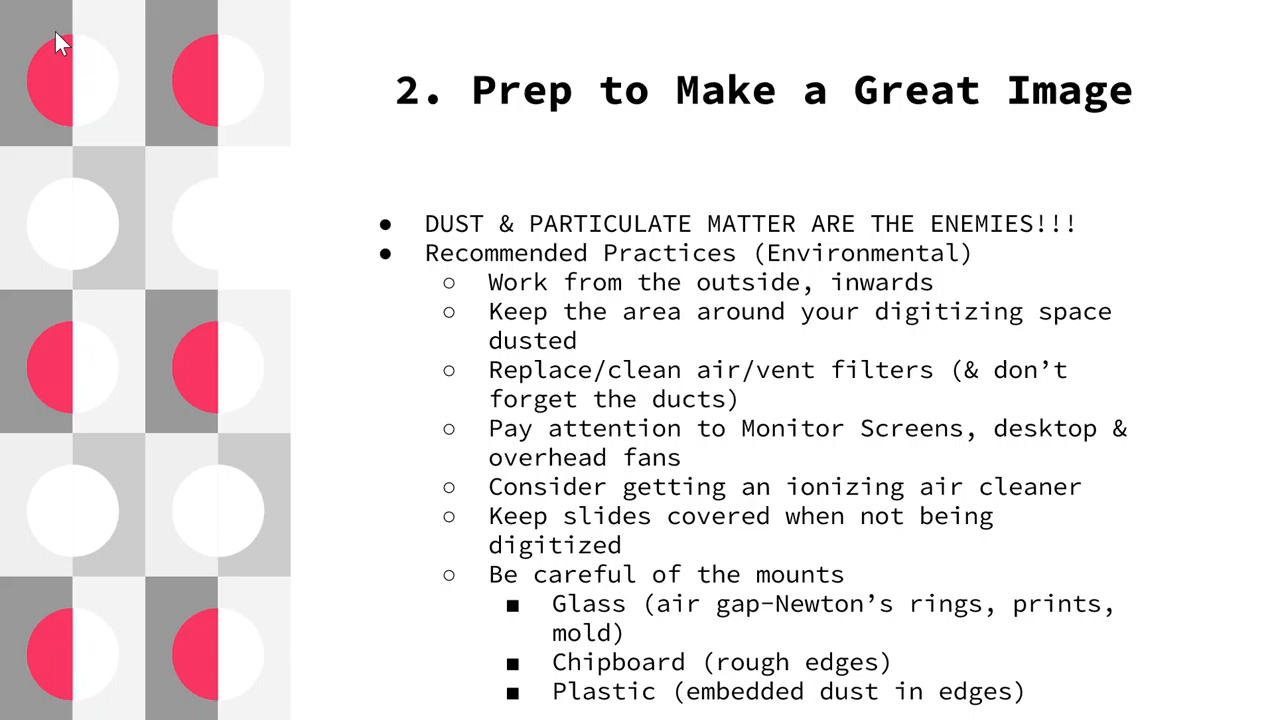 2. Prep to Make a Great Image
● DUST & PARTICULATE MATTER ARE THE ENEMIES!!!
● Recommended Practices (Environmental)
○ Work from the outside, inwards
○ Keep the area around your digitizing space
dusted
○ Replace/clean air/vent filters (& don’t
forget the ducts)
○ Pay attention to Monitor Screens, desktop &
overhead fans
○ Consider getting an ionizing air cleaner
○ Keep slides covered when not being
digitized
○ Be careful of the mounts
■ Glass (air gap-Newton’s rings, prints,
mold)
■ Chipboard (rough edges)
■ Plastic (embedded dust in edges)